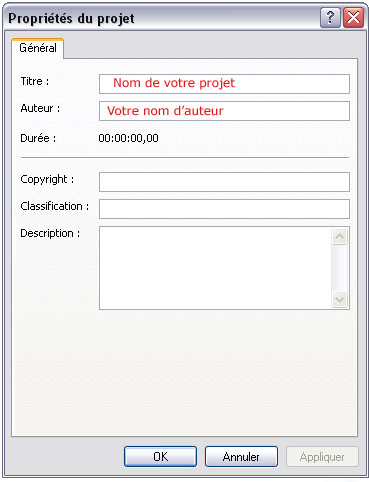 Propriétés du projet
Général
Titre : Nom de votre projet
Auteur : Votre nom d'auteur
Durée : 00:00:00,00
Copyright :
Classification :
Description :
OK Annuler Appliquer